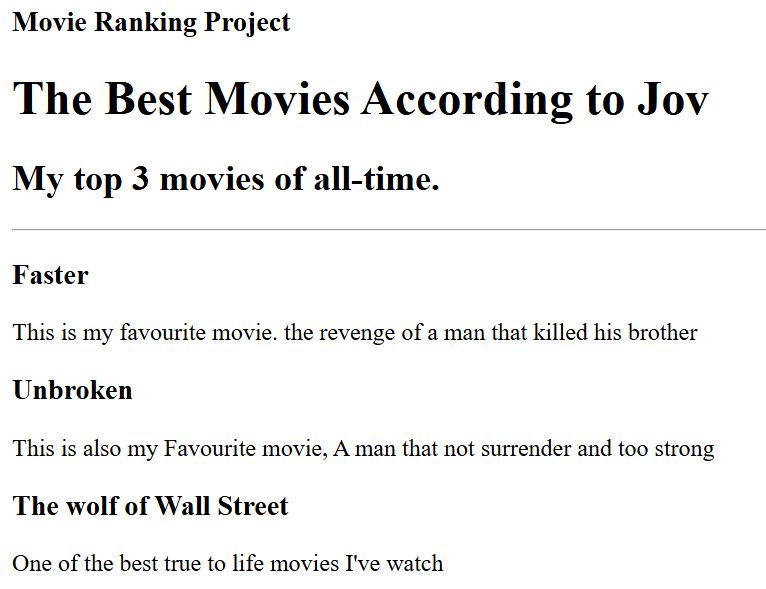 Movie Ranking Project
The Best Movies According to Jov
My top 3 movies of all-time.
Faster
This is my favourite movie. the revenge of a man that killed his brother
Unbroken
This is also my Favourite movie, A man that not surrender and too strong
The wolf of Wall Street
One of the best true to life movies I've watch